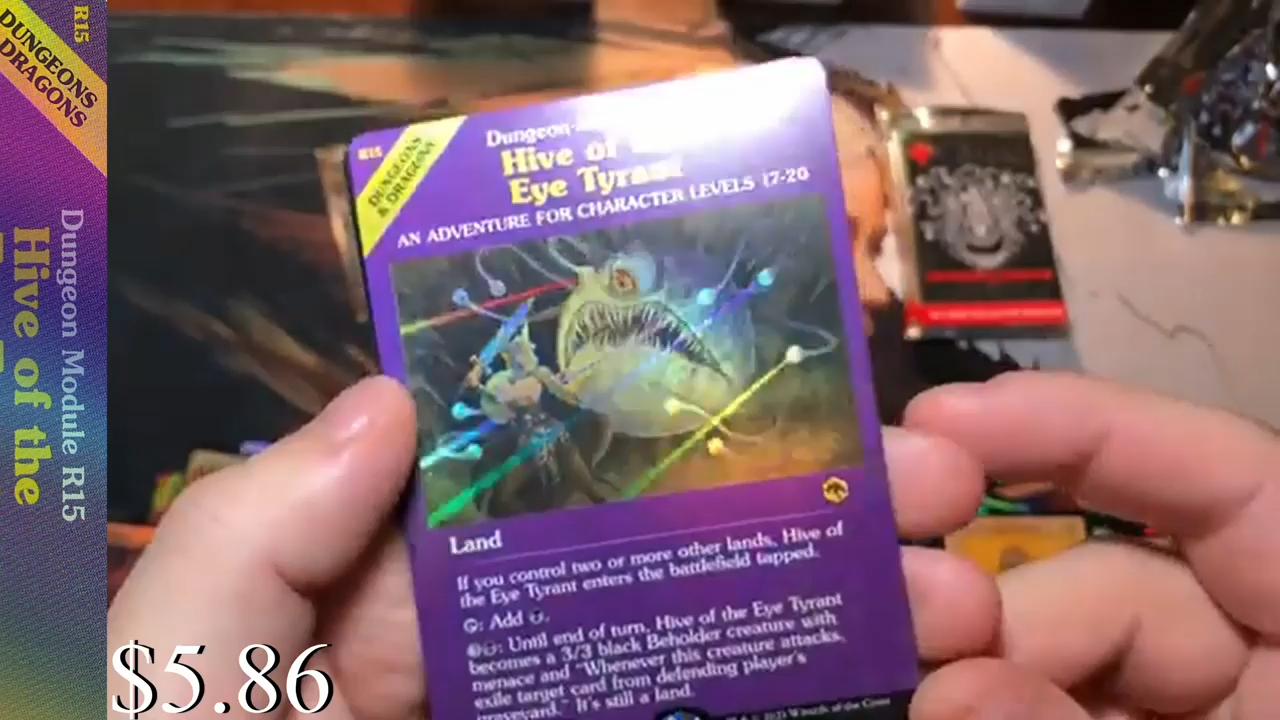 R15
DUNGEONS
DRAGONS
Dungeon Module R15
Hive of the
$5.86
R15
DUNGEONS
& DRAGONS
Dungeon
Hive of
Eye Tyrant
AN ADVENTURE FOR CHARACTER LEVELS 17-20
Land
If you control two or more other lands, Hive of
the Eye Tyrant enters the battlefield tapped.
: Add .
: Until end of turn, Hive of the Eye Tyrant
becomes a 3/3 black Beholder creature with
menace and "Whenever this creature attacks,
exile target card from defending player's
graveyard." It's still a land.